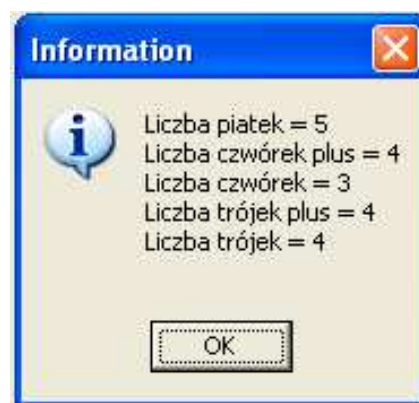 Information
Liczba piatek = 5
Liczba czwórek plus = 4
Liczba czwórek = 3
Liczba trójek plus = 4
Liczba trójek = 4
OK